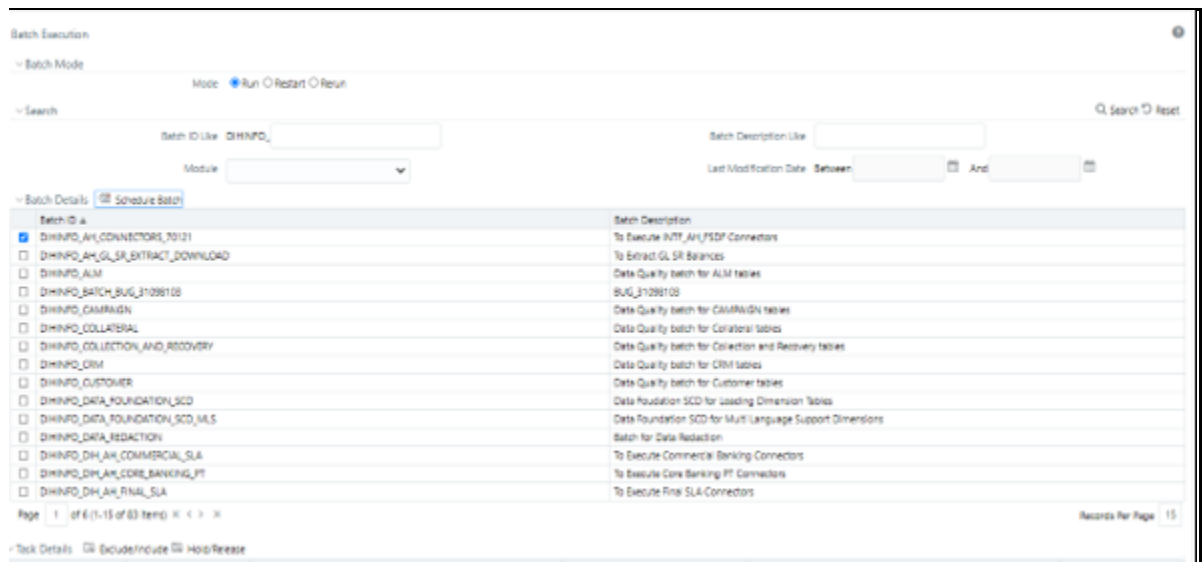 Batch Execution
Batch Mode
Mode Run Restart Rerun
Search Search Reset
Batch ID Like DIHINFO_ Batch Description Like
Module Last Modification Date Between And
Batch Details Schedule Batch
Batch ID Batch Description
DIHINFO_AH_CONNECTORS_70121 To Execute INTF_AH_FSDF Connectors
DIHINFO_AH_GL_SR_EXTRACT_DOWNLOAD To Extract GL SR Balances
DIHINFO_ALM Data Quality batch for ALM tables
DIHINFO_BATCH_BUG_31098103 BUG_31098103
DIHINFO_CAMPAIGN Data Quality batch for CAMPAIGN tables
DIHINFO_COLLATERAL Data Quality batch for Collateral tables
DIHINFO_COLLECTION_AND_RECOVERY Data Quality batch for Collection and Recovery tables
DIHINFO_CRM Data Quality batch for CRM tables
DIHINFO_CUSTOMER Data Quality batch for Customer tables
DIHINFO_DATA_FOUNDATION_SCD Data Foudation SCD for Loading Dimension Tables
DIHINFO_DATA_FOUNDATION_SCD_MLS Data Foundation SCD for Multi Language Support Dimensions
DIHINFO_DATA_REDACTION Batch for Data Redaction
DIHINFO_DIH_AH_COMMERCIAL_SLA To Execute Commercial Banking Connectors
DIHINFO_DIH_AH_CORE_BANKING_PT To Execute Core Banking PT Connectors
DIHINFO_DIH_AH_FINAL_SLA To Execute Final SLA Connectors
Page 1 of 6 (1-15 of 83 items) Records Per Page 15
Task Details Exclude/Include Hold/Release